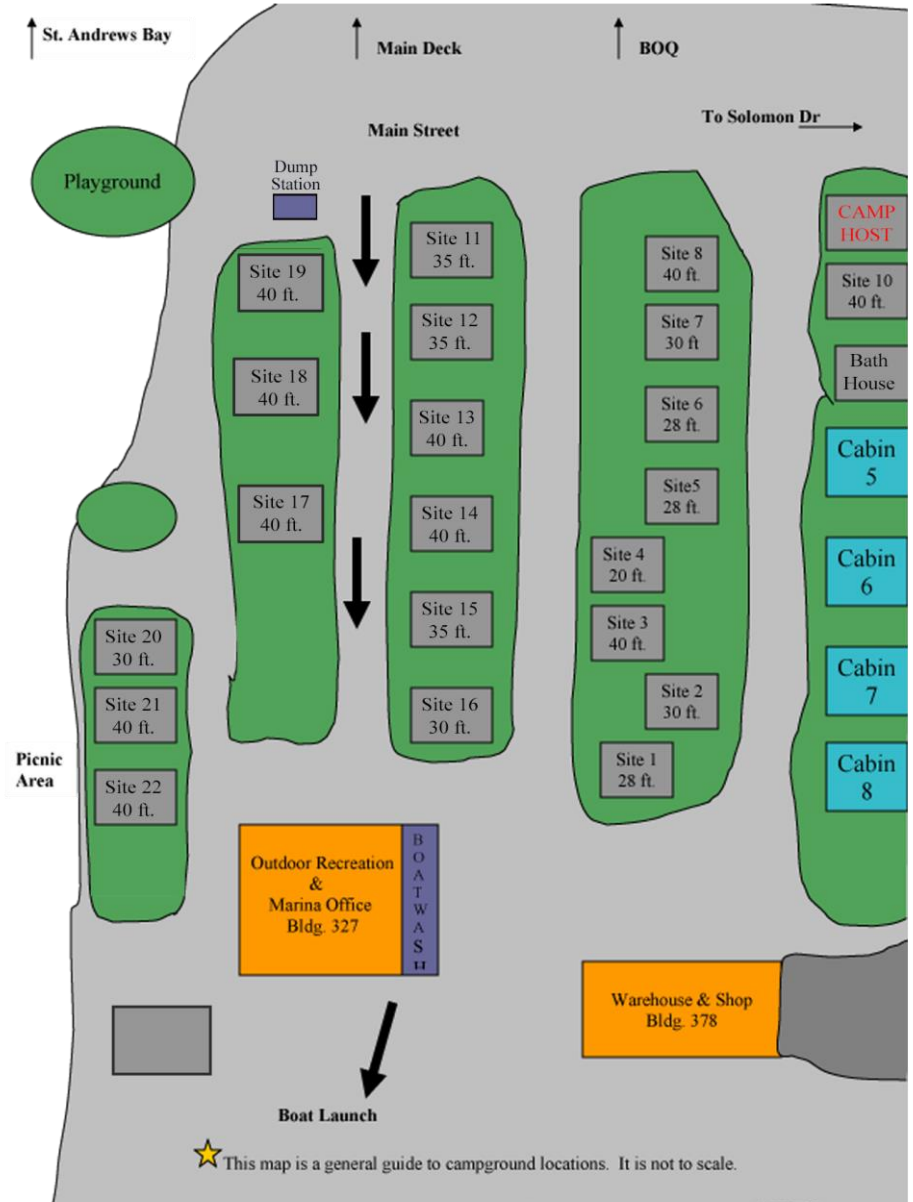 St. Andrews Bay
Main Deck
BOQ
Main Street
To Solomon Dr
Playground
Dump
Station
Site 19
40 ft.
Site 18
40 ft.
Site 17
40 ft.
Site 11
35 ft.
Site 12
35 ft.
Site 13
40 ft.
Site 14
40 ft.
Site 15
35 ft.
Site 16
30 ft.
Site 8
40 ft.
Site 7
30 ft
Site 6
28 ft.
Site5
28 ft.
Site 4
20 ft.
Site 3
40 ft.
Site 2
30 ft.
Site 1
28 ft.
CAMP
HOST
Site 10
40 ft.
Bath
House
Cabin
5
Cabin
6
Cabin
7
Cabin
8
Site 20
30 ft.
Site 21
40 ft.
Site 22
40 ft.
Picnic
Area
Outdoor Recreation
&
Marina Office
Bldg. 327
B
O
A
T
W
A
S
H
Warehouse & Shop
Bldg. 378
Boat Launch
This map is a general guide to campground locations. It is not to scale.